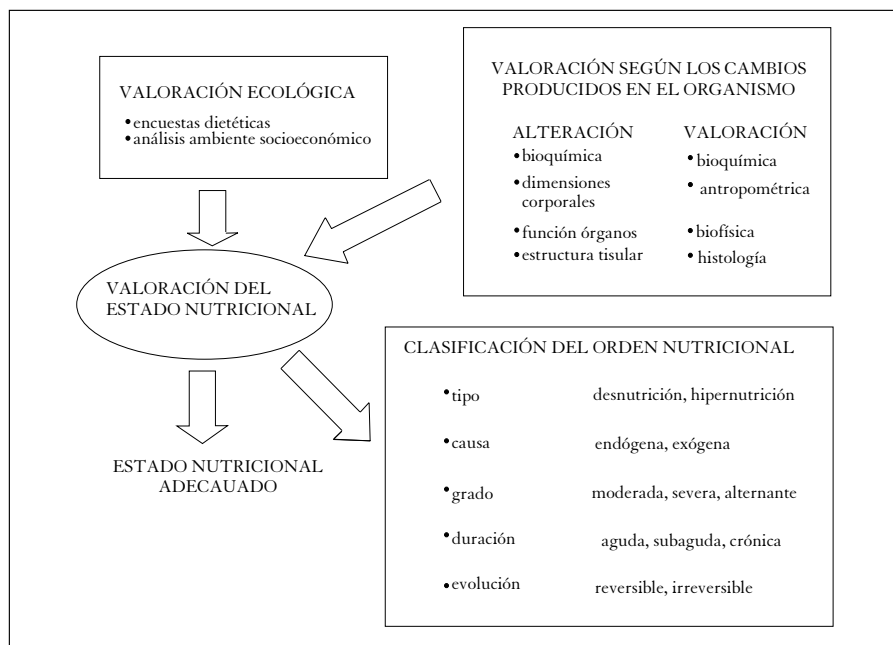 VALORACIÓN ECOLÓGICA
•encuestas dietéticas
•análisis ambiente socioeconómico
VALORACIÓN SEGÚN LOS CAMBIOS
PRODUCIDOS EN EL ORGANISMO
ALTERACIÓN VALORACIÓN
•bioquímica •bioquímica
•dimensiones • antropométrica
corporales
•función órganos •biofísica
•estructura tisular • histología
VALORACIÓN DEL
ESTADO NUTRICIONAL
CLASIFICACIÓN DEL ORDEN NUTRICIONAL
•tipo desnutrición, hipernutrición
•causa endógena, exógena
•grado moderada, severa, alternante
•duración aguda, subaguda, crónica
•evolución reversible, irreversible
ESTADO NUTRICIONAL
ADECAUADO